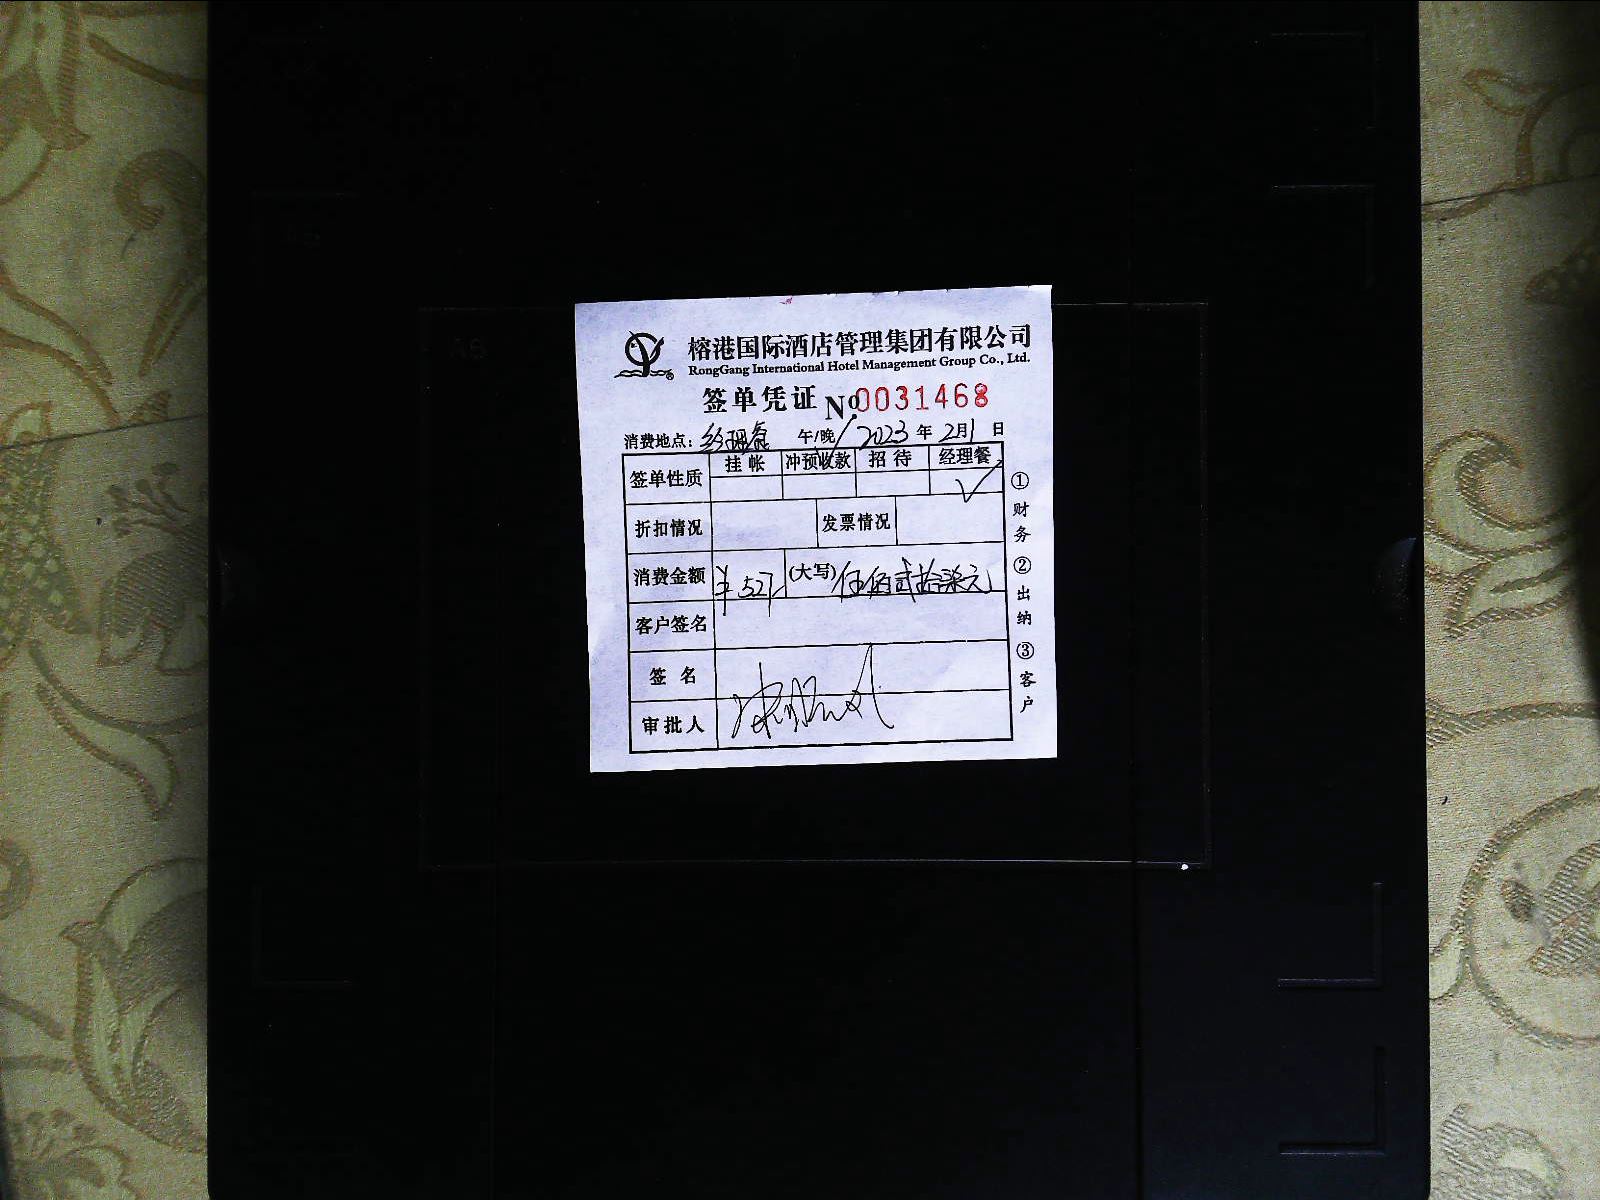 榕港国际酒店管理集团有限公司
RongGang International Hotel Management Group Co., Ltd.
签单凭证 No.0031468
消费地点: 经理餐 午/晚 2023 年 2月1 日
签单性质 挂帐 冲预收款 招待 经理餐
√
折扣情况 发票情况
消费金额 ¥527 (大写) 伍佰贰拾柒元
客户签名
签名
审批人
①财务 ②出纳 ③客户
A5